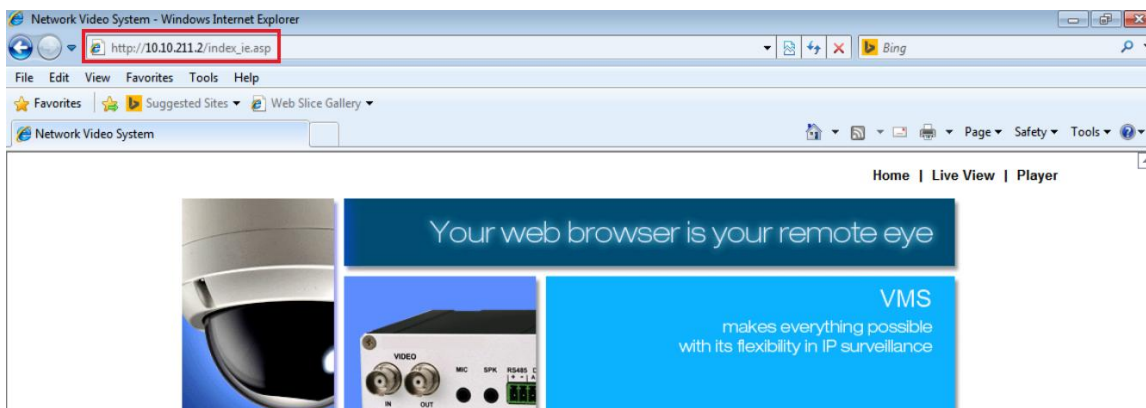 Network Video System - Windows Internet Explorer
http://10.10.211.2/index_ie.asp
Bing
File Edit View Favorites Tools Help
Favorites Suggested Sites Web Slice Gallery
Network Video System Page Safety Tools
Home | Live View | Player
Your web browser is your remote eye
VMS
makes everything possible
with its flexibility in IP surveillance
VIDEO
MIC SPK RS485
+ -
IN OUT